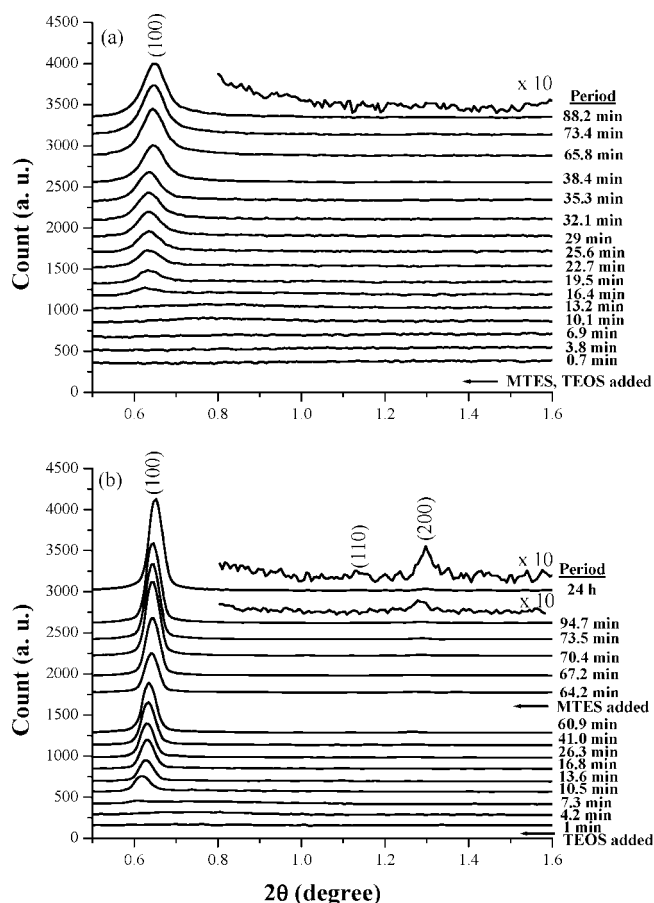 (a)
(100)
x 10
Period
88.2 min
73.4 min
65.8 min
38.4 min
35.3 min
32.1 min
29 min
25.6 min
22.7 min
19.5 min
16.4 min
13.2 min
10.1 min
6.9 min
3.8 min
0.7 min
MTES, TEOS added
4500
4000
3500
3000
2500
2000
1500
1000
500
0
Count (a. u.)
0.6 0.8 1.0 1.2 1.4 1.6
(b)
(100)
(110)
(200)
x 10
Period
24 h
x 10
94.7 min
73.5 min
70.4 min
67.2 min
64.2 min
MTES added
60.9 min
41.0 min
26.3 min
16.8 min
13.6 min
10.5 min
7.3 min
4.2 min
1 min
TEOS added
4500
4000
3500
3000
2500
2000
1500
1000
500
0
Count (a. u.)
0.6 0.8 1.0 1.2 1.4 1.6
2θ (degree)